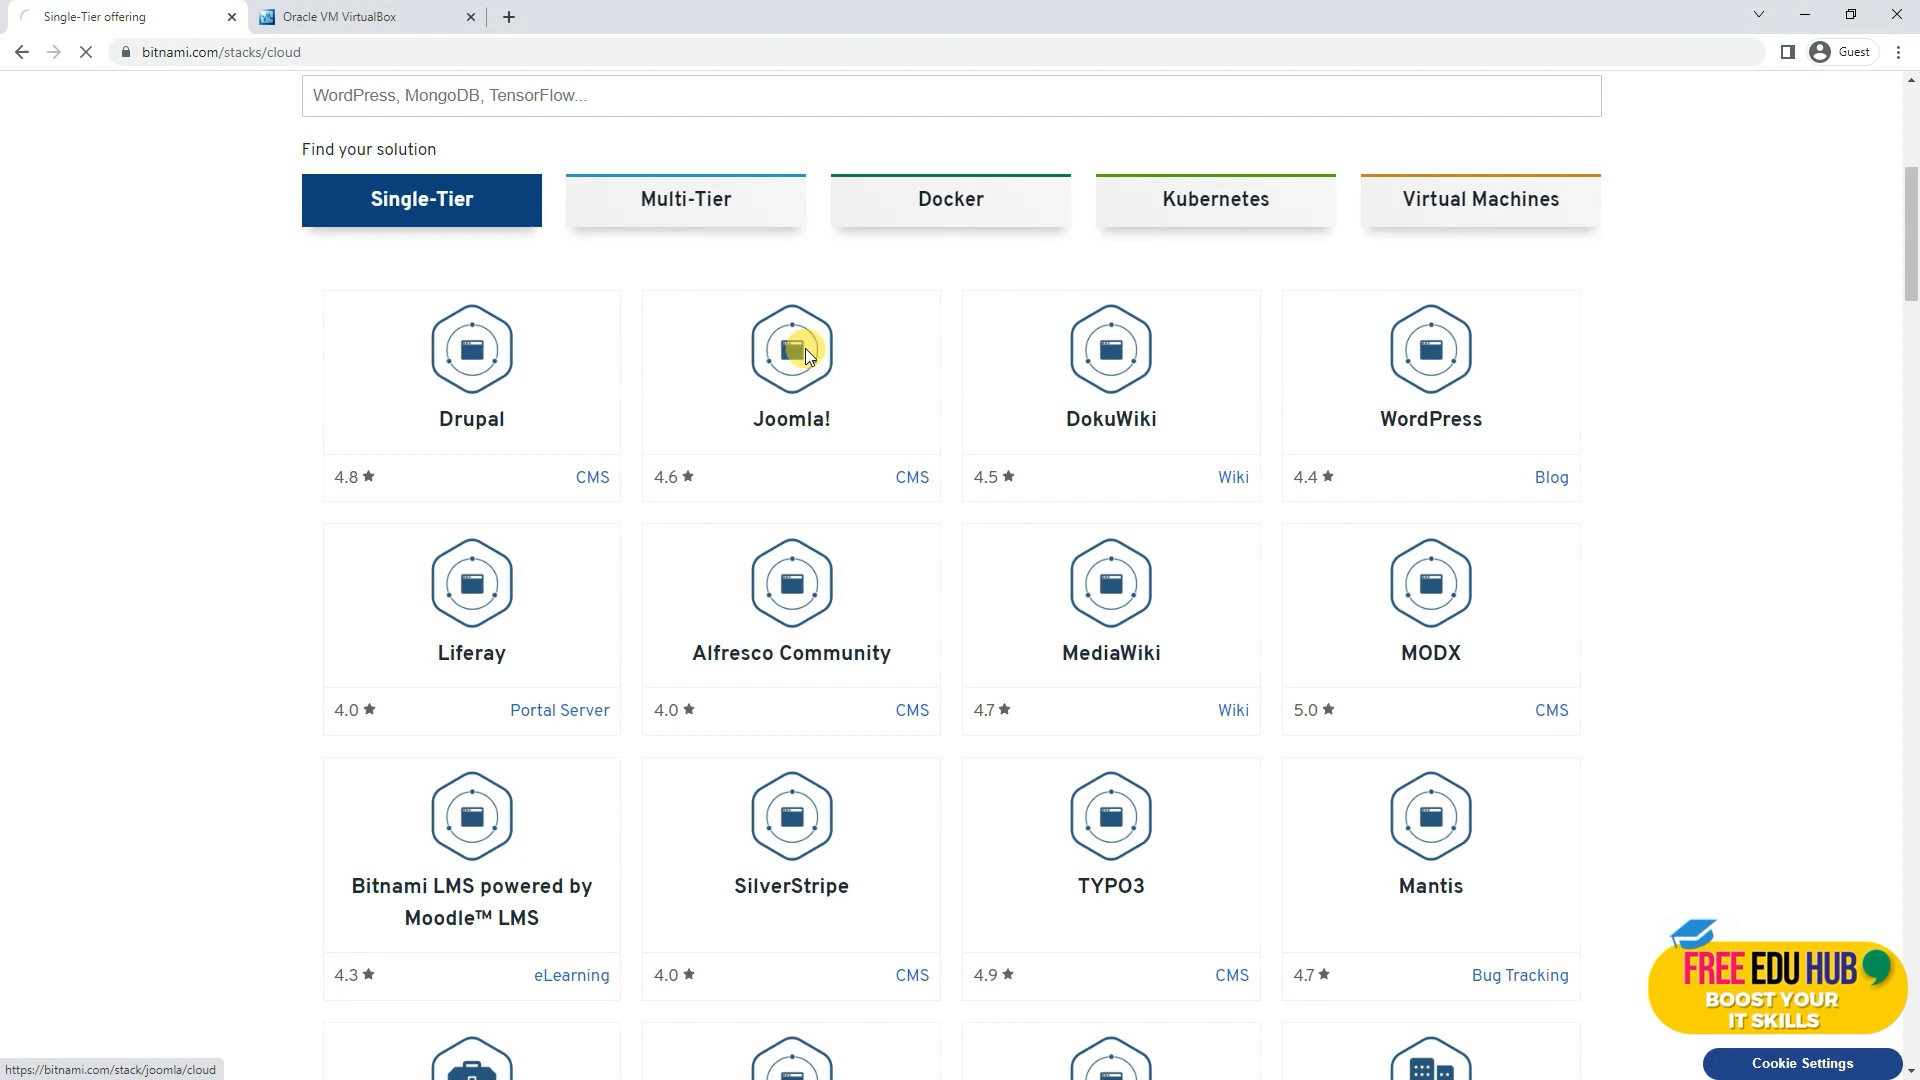 Single-Tier offering
Oracle VM VirtualBox
bitnami.com/stacks/cloud
Guest
WordPress, MongoDB, TensorFlow...
Find your solution
Single-Tier
Multi-Tier
Docker
Kubernetes
Virtual Machines
Drupal
Joomla!
DokuWiki
WordPress
4.8 ★ CMS
4.6 ★ CMS
4.5 ★ Wiki
4.4 ★ Blog
Liferay
Alfresco Community
MediaWiki
MODX
4.0 ★ Portal Server
4.0 ★ CMS
4.7 ★ Wiki
5.0 ★ CMS
Bitnami LMS powered by
Moodle™ LMS
SilverStripe
TYPO3
Mantis
4.3 ★ eLearning
4.0 ★ CMS
4.9 ★ CMS
4.7 ★ Bug Tracking
FREE EDU HUB
BOOST YOUR
IT SKILLS
Cookie Settings
https://bitnami.com/stack/joomla/cloud